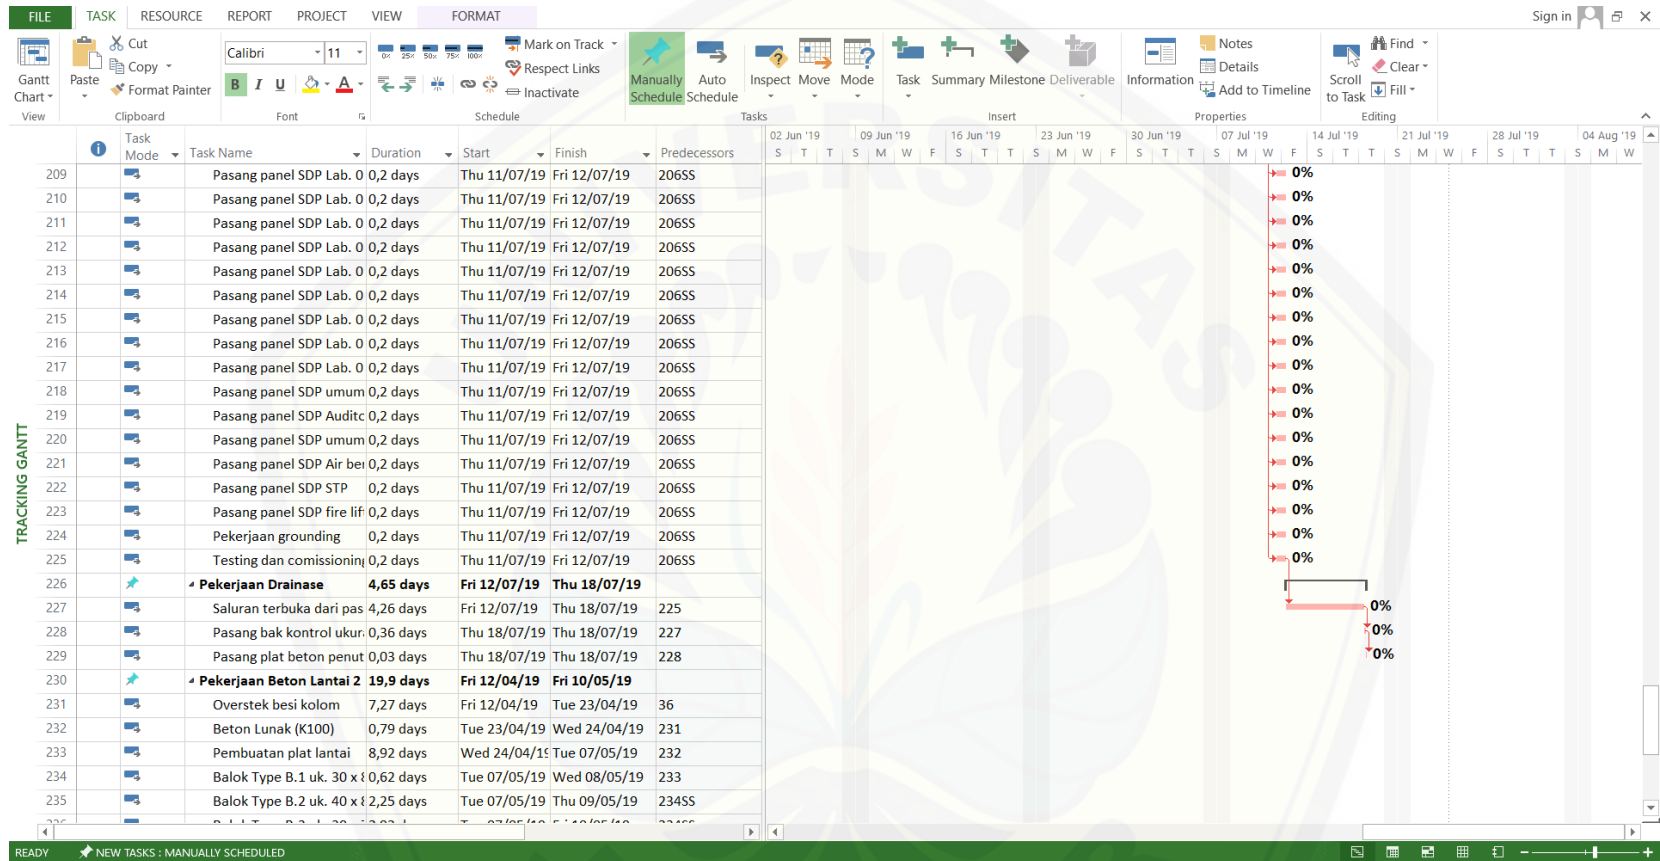 FILE TASK RESOURCE REPORT PROJECT VIEW FORMAT Sign in
Gantt Chart
View
Paste
Cut
Copy
Format Painter
Clipboard
Calibri 11
B I U A
Font
0% 25% 50% 75% 100%
Mark on Track
Respect Links
Inactivate
Schedule
Manually Schedule
Auto Schedule
Inspect Move Mode
Tasks
Task Summary Milestone Deliverable
Insert
Information
Notes
Details
Add to Timeline
Properties
Scroll to Task
Find
Clear
Fill
Editing
Task Mode Task Name Duration Start Finish Predecessors
02 Jun '19 09 Jun '19 16 Jun '19 23 Jun '19 30 Jun '19 07 Jul '19 14 Jul '19 21 Jul '19 28 Jul '19 04 Aug '19
S T T S M W F S T T S M W F S T T S M W F S T T S M W F S T T S M W
209 Pasang panel SDP Lab. 0 0,2 days Thu 11/07/19 Fri 12/07/19 206SS 0%
210 Pasang panel SDP Lab. 0 0,2 days Thu 11/07/19 Fri 12/07/19 206SS 0%
211 Pasang panel SDP Lab. 0 0,2 days Thu 11/07/19 Fri 12/07/19 206SS 0%
212 Pasang panel SDP Lab. 0 0,2 days Thu 11/07/19 Fri 12/07/19 206SS 0%
213 Pasang panel SDP Lab. 0 0,2 days Thu 11/07/19 Fri 12/07/19 206SS 0%
214 Pasang panel SDP Lab. 0 0,2 days Thu 11/07/19 Fri 12/07/19 206SS 0%
215 Pasang panel SDP Lab. 0 0,2 days Thu 11/07/19 Fri 12/07/19 206SS 0%
216 Pasang panel SDP Lab. 0 0,2 days Thu 11/07/19 Fri 12/07/19 206SS 0%
217 Pasang panel SDP Lab. 0 0,2 days Thu 11/07/19 Fri 12/07/19 206SS 0%
218 Pasang panel SDP umum 0,2 days Thu 11/07/19 Fri 12/07/19 206SS 0%
219 Pasang panel SDP Auditc 0,2 days Thu 11/07/19 Fri 12/07/19 206SS 0%
220 Pasang panel SDP umum 0,2 days Thu 11/07/19 Fri 12/07/19 206SS 0%
221 Pasang panel SDP Air ber 0,2 days Thu 11/07/19 Fri 12/07/19 206SS 0%
222 Pasang panel SDP STP 0,2 days Thu 11/07/19 Fri 12/07/19 206SS 0%
223 Pasang panel SDP fire lif 0,2 days Thu 11/07/19 Fri 12/07/19 206SS 0%
224 Pekerjaan grounding 0,2 days Thu 11/07/19 Fri 12/07/19 206SS 0%
225 Testing dan comissioning 0,2 days Thu 11/07/19 Fri 12/07/19 206SS 0%
226 Pekerjaan Drainase 4,65 days Fri 12/07/19 Thu 18/07/19
227 Saluran terbuka dari pas 4,26 days Fri 12/07/19 Thu 18/07/19 225 0%
228 Pasang bak kontrol ukur 0,36 days Thu 18/07/19 Thu 18/07/19 227 0%
229 Pasang plat beton penut 0,03 days Thu 18/07/19 Thu 18/07/19 228 0%
230 Pekerjaan Beton Lantai 2 19,9 days Fri 12/04/19 Fri 10/05/19
231 Overstek besi kolom 7,27 days Fri 12/04/19 Tue 23/04/19 36
232 Beton Lunak (K100) 0,79 days Tue 23/04/19 Wed 24/04/19 231
233 Pembuatan plat lantai 8,92 days Wed 24/04/19 Tue 07/05/19 232
234 Balok Type B.1 uk. 30 x 0,62 days Tue 07/05/19 Wed 08/05/19 233
235 Balok Type B.2 uk. 40 x 2,25 days Tue 07/05/19 Thu 09/05/19 234SS
TRACKING GANTT
READY NEW TASKS : MANUALLY SCHEDULED